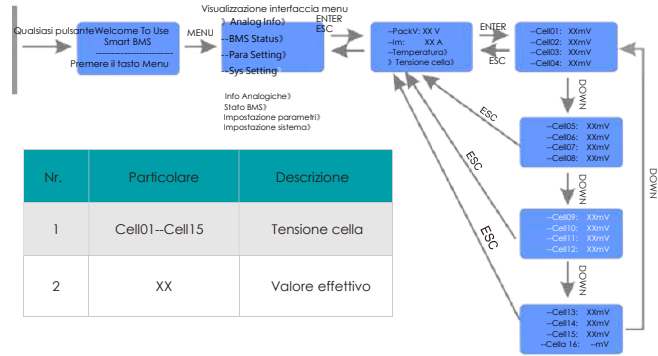 Qualsiasi pulsante
Welcome To Use
Smart BMS
----------------------------
Premere il tasto Menu
MENU
Visualizzazione interfaccia menu
》Analog Info》
--BMS Status》
--Para Setting》
--Sys Setting
Info Analogiche》
Stato BMS》
Impostazione parametri》
Impostazione sistema》
ENTER
ESC
--PackV: XX V
--Im: XX A
--Temperatura》
》Tensione cella》
ENTER
ESC
--Cell01: XXmV
--Cell02: XXmV
--Cell03: XXmV
--Cell04: XXmV
DOWN
ESC
--Cell05: XXmV
--Cell06: XXmV
--Cell07: XXmV
--Cell08: XXmV
DOWN
ESC
--Cell09: XXmV
--Cell10: XXmV
--Cell11: XXmV
--Cell12: XXmV
DOWN
ESC
--Cell13: XXmV
--Cell14: XXmV
--Cell15: XXmV
--Cella 16: --mV
DOWN
Nr. Particolare Descrizione
1 Cell01--Cell15 Tensione cella
2 XX Valore effettivo